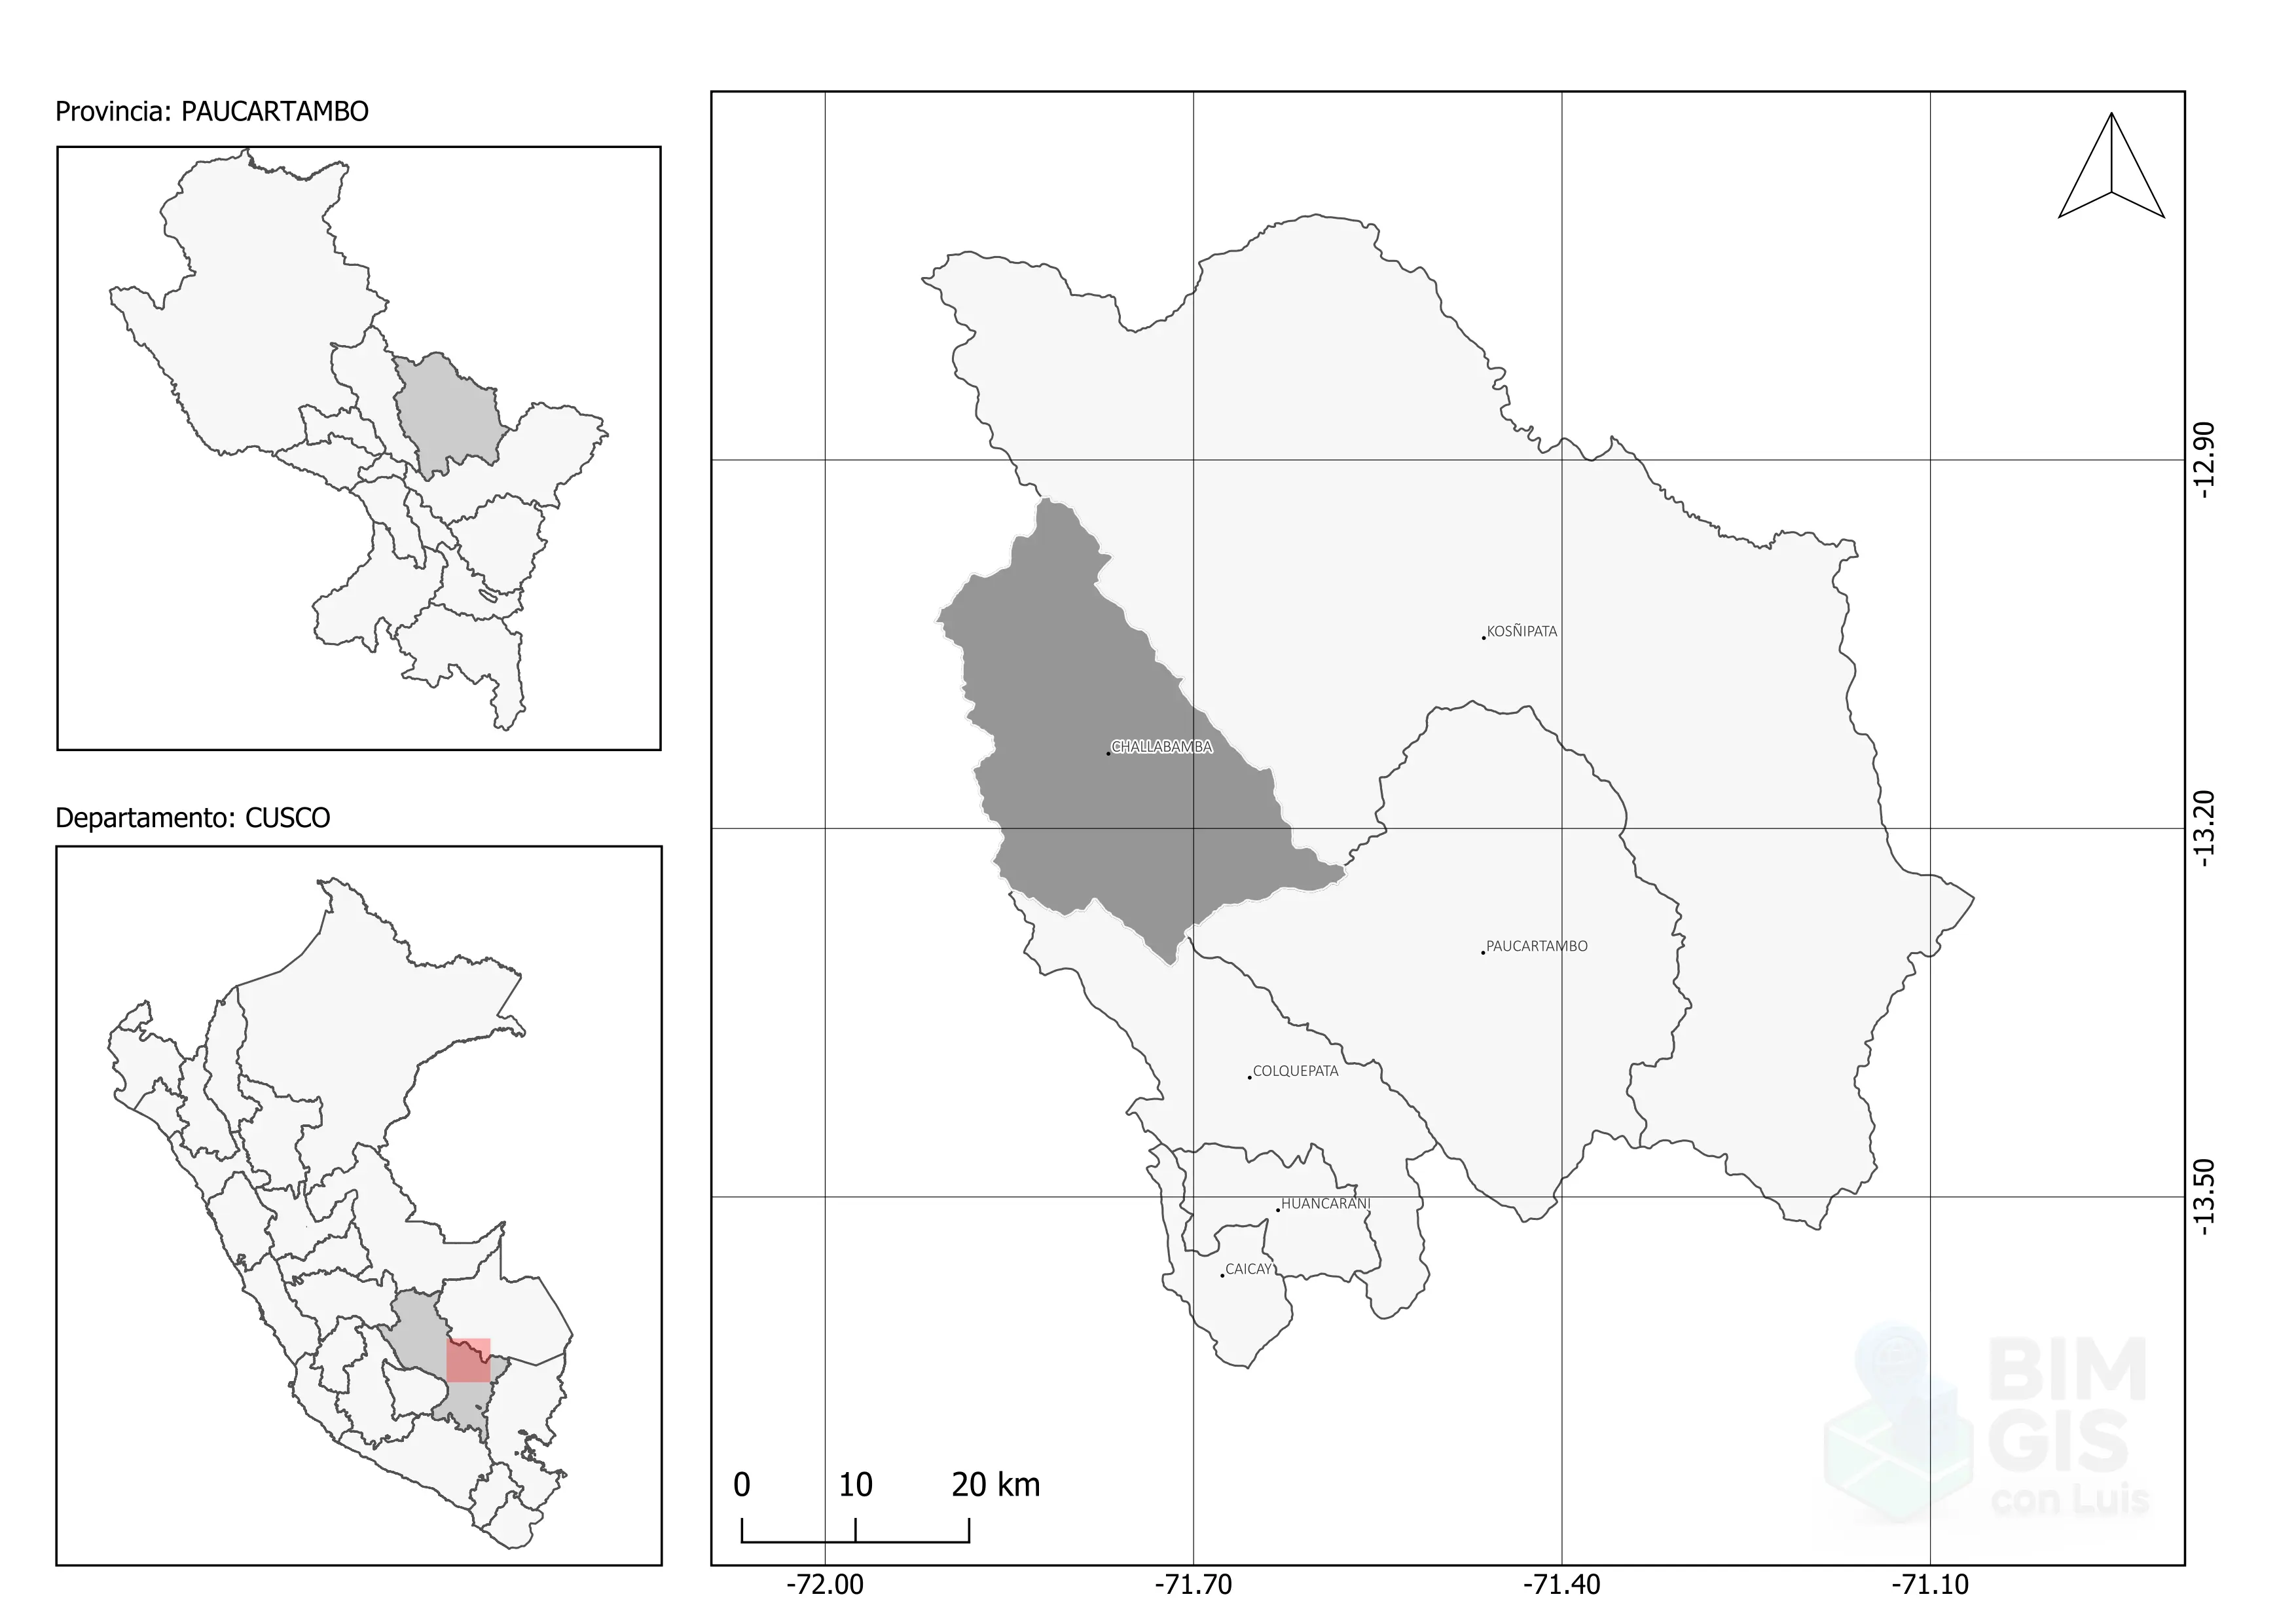 Provincia: PAUCARTAMBO
Departamento: CUSCO
KOSÑIPATA
CHALLABAMBA
PAUCARTAMBO
COLQUEPATA
HUANCARANI
CAICAY
-12.90
-13.20
-13.50
0 10 20 km
BIM
GIS
con Luis
-72.00 -71.70 -71.40 -71.10